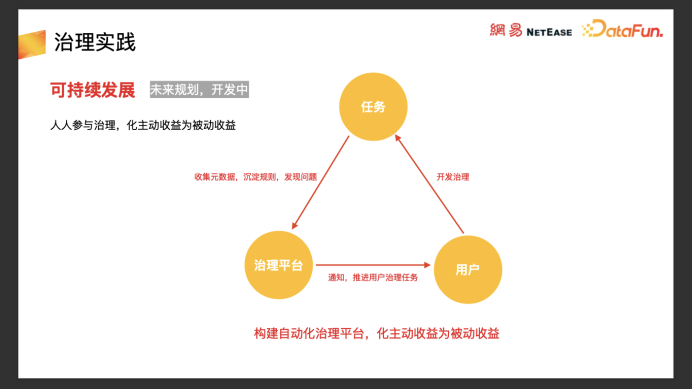 治理实践
網易 NETEASE
DataFun.
可持续发展 未来规划，开发中
人人参与治理，化主动收益为被动收益
任务
收集元数据，沉淀规则，发现问题
开发治理
治理平台
通知，推进用户治理任务
用户
构建自动化治理平台，化主动收益为被动收益